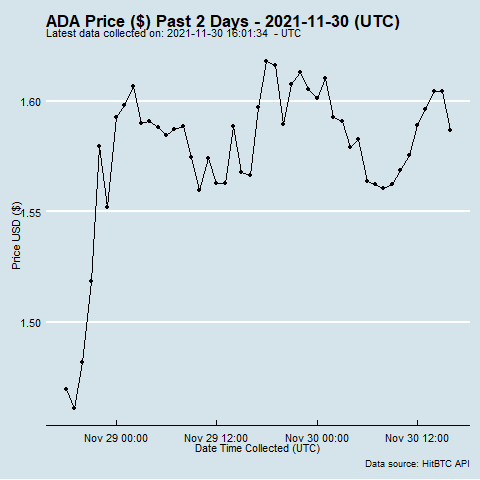 ADA Price ($) Past 2 Days - 2021-11-30 (UTC)
Latest data collected on: 2021-11-30 16:01:34  - UTC
1.60
1.55
1.50
Price USD ($)
Nov 29 00:00 Nov 29 12:00 Nov 30 00:00 Nov 30 12:00
Date Time Collected (UTC)
Data source: HitBTC API